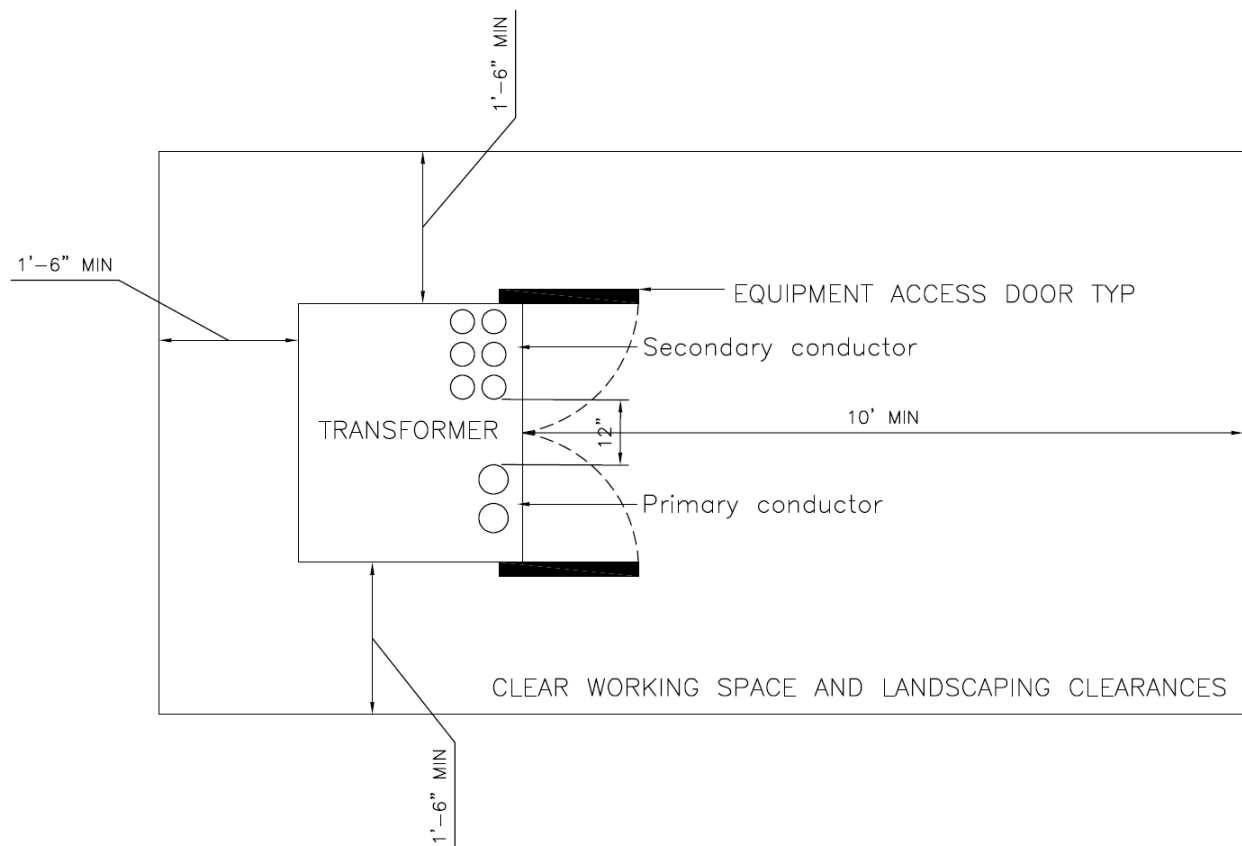 1'-6" MIN
1'-6" MIN
EQUIPMENT ACCESS DOOR TYP
Secondary conductor
10' MIN
TRANSFORMER
12"
Primary conductor
CLEAR WORKING SPACE AND LANDSCAPING CLEARANCES
1'-6" MIN